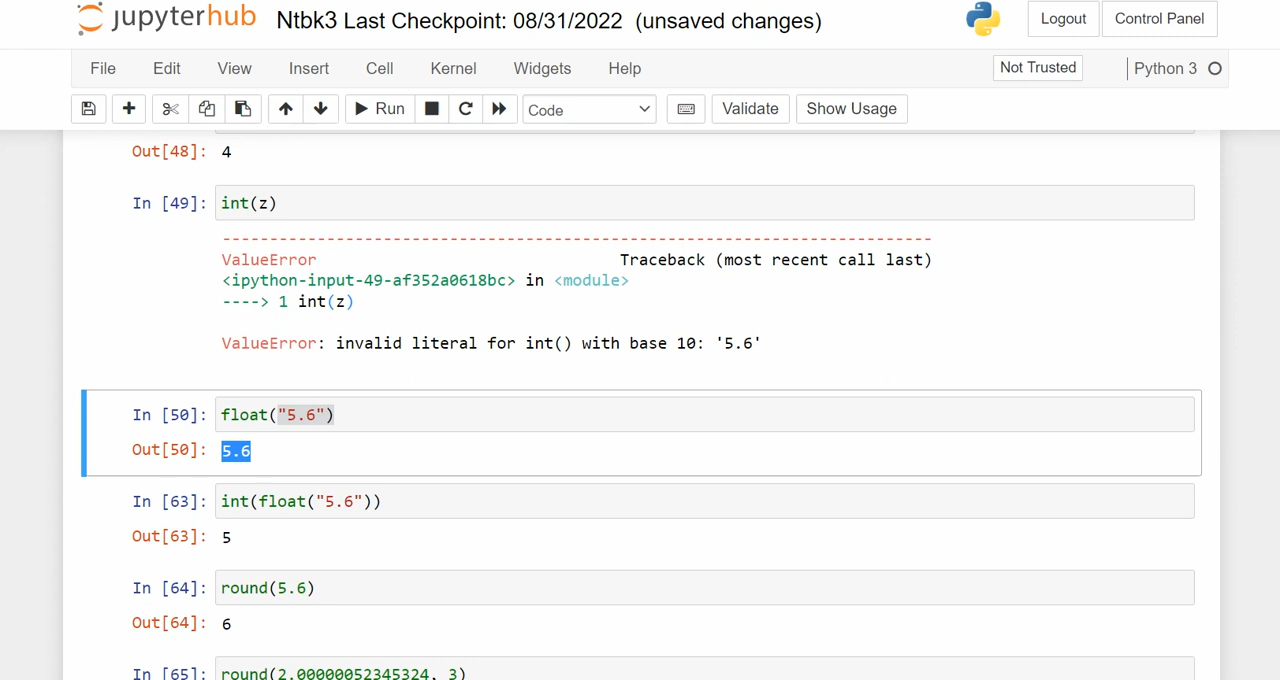 jupyterhub Ntbk3 Last Checkpoint: 08/31/2022 (unsaved changes) Logout Control Panel
File Edit View Insert Cell Kernel Widgets Help Not Trusted Python 3
Run Code Validate Show Usage
Out[48]: 4
In [49]: int(z)
---------------------------------------------------------------------------
ValueError Traceback (most recent call last)
<ipython-input-49-af352a0618bc> in <module>
----> 1 int(z)
ValueError: invalid literal for int() with base 10: '5.6'
In [50]: float("5.6")
Out[50]: 5.6
In [63]: int(float("5.6"))
Out[63]: 5
In [64]: round(5.6)
Out[64]: 6
In [65]: round(2.00000052345324, 3)